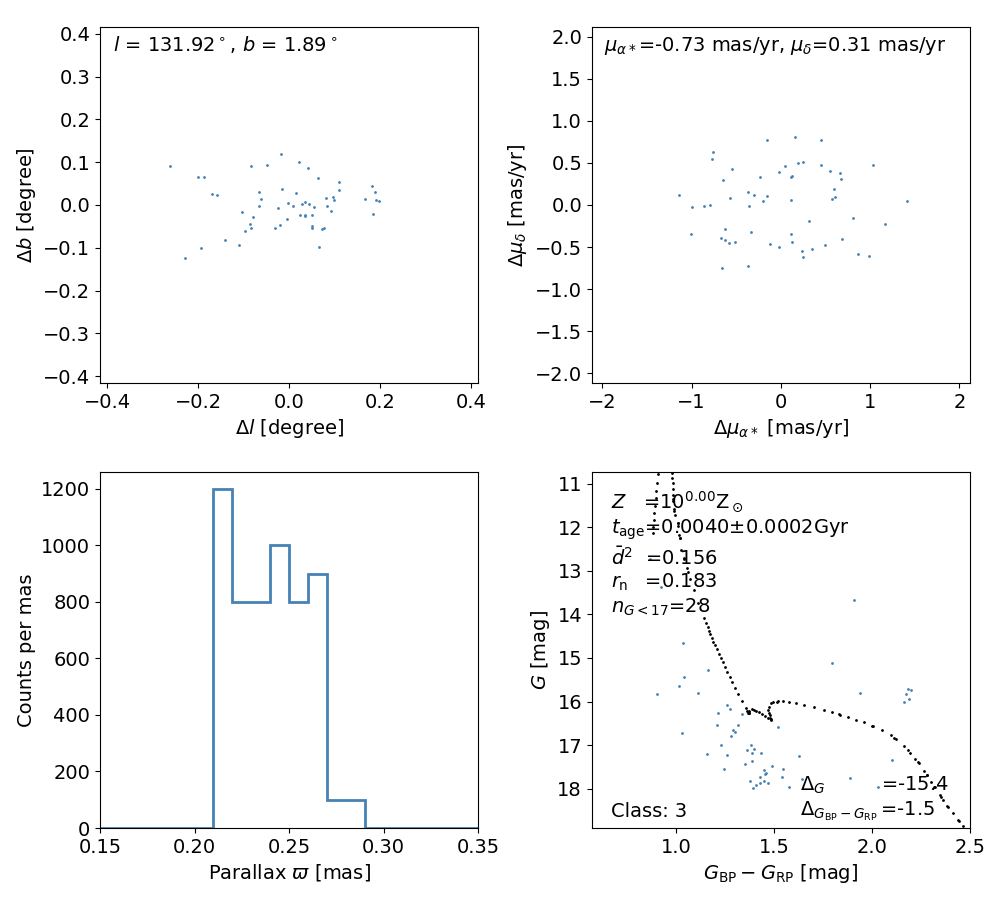 l = 131.92°, b = 1.89°
0.4
0.3
0.2
0.1
0.0
−0.1
−0.2
−0.3
−0.4
Δb [degree]
−0.4 −0.2 0.0 0.2 0.4
Δl [degree]
μα∗=-0.73 mas/yr, μδ=0.31 mas/yr
2.0
1.5
1.0
0.5
0.0
−0.5
−1.0
−1.5
−2.0
Δμδ [mas/yr]
−2 −1 0 1 2
Δμα∗ [mas/yr]
1200
1000
800
600
400
200
0
Counts per mas
0.15 0.20 0.25 0.30 0.35
Parallax ϖ [mas]
Z =10^0.00 Z⊙
t_age=0.0040±0.0002Gyr
d̄² =0.156
r_n =0.183
n_G<17=28
11
12
13
14
15
16
17
18
G [mag]
Δ_G =-15.4
Class: 3 Δ_GBP−GRP =-1.5
1.0 1.5 2.0 2.5
G_BP − G_RP [mag]